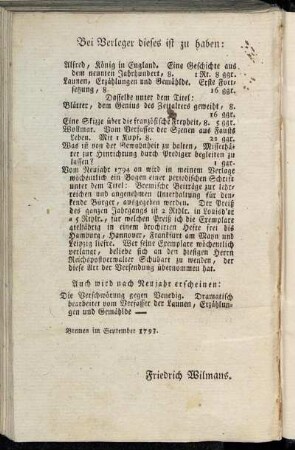 Bei Verleger dieses ist zu haben:
Alfred, König in England. Eine Geschichte aus
dem neunten Jahrhundert, 8. 1 Rt. 8 ggr.
Launen, Erzählungen und Gemählde. Erste Fort-
setzung, 8. 16 ggr.
Dasselbe unter dem Titel:
Blätter, dem Genius des Zeitalters geweiht, 8.
16 ggr.
Eine Skizze über die französische Freyheit, 8. 5 ggr.
Wollmar. Vom Verfasser der Szenen aus Fausts
Leben. Mit 1 Kupf. 8. 22 ggr.
Was ist von der Gewohnheit zu halten, Missethä-
ter zur Hinrichtung durch Prediger begleiten zu
lassen? 1 ggr.
Vom Neujahr 1794 an wird in meinem Verlage
wöchentlich ein Bogen einer periodischen Schrift
unter dem Titel: Bremische Beiträge zur lehr-
reichen und angenehmen Unterhaltung für den-
kende Bürger, ausgegeben werden. Der Preiß
des ganzen Jahrgangs ist 2 Rthlr. in Louisd'or
a 5 Rthlr., für welchen Preiß ich die Exemplare
vierteljährig in einem brochirten Hefte frei bis
Hamburg, Hannover, Frankfurt am Mayn und
Leipzig liefre. Wer seine Exemplare wöchentlich
verlangt, beliebe sich an den hiesigen Herrn
Reichspostverwalter Schubart zu wenden, der
diese Art der Versendung übernommen hat.
Auch wird nach Neujahr erscheinen:
Die Verschwörung gegen Venedig. Dramatisch
bearbeitet vom Verfasser der Launen, Erzählun-
gen und Gemählde —
Bremen im September 1793.
Friedrich Wilmans.